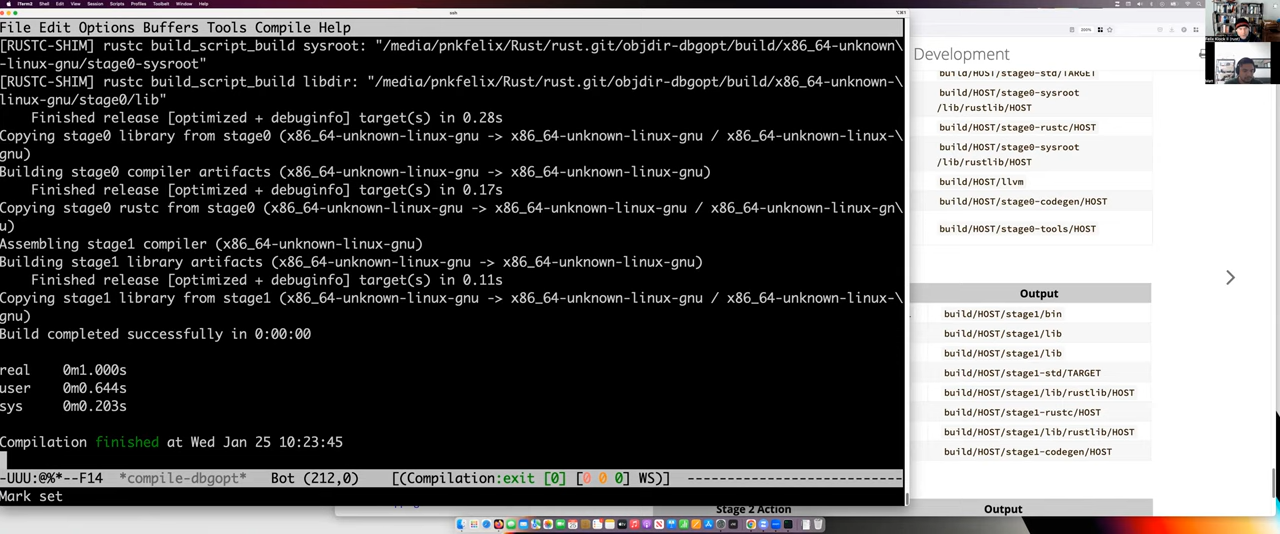 iTerm2 Shell Edit View Session Scripts Profiles Toolbelt Window Help
ssh
File Edit Options Buffers Tools Compile Help
[RUSTC-SHIM] rustc build_script_build sysroot: "/media/pnkfelix/Rust/rust.git/objdir-dbgopt/build/x86_64-unknown\
-linux-gnu/stage0-sysroot"
[RUSTC-SHIM] rustc build_script_build libdir: "/media/pnkfelix/Rust/rust.git/objdir-dbgopt/build/x86_64-unknown-\
linux-gnu/stage0/lib"
Finished release [optimized + debuginfo] target(s) in 0.28s
Copying stage0 library from stage0 (x86_64-unknown-linux-gnu -> x86_64-unknown-linux-gnu / x86_64-unknown-linux-\
gnu)
Building stage0 compiler artifacts (x86_64-unknown-linux-gnu -> x86_64-unknown-linux-gnu)
Finished release [optimized + debuginfo] target(s) in 0.17s
Copying stage0 rustc from stage0 (x86_64-unknown-linux-gnu -> x86_64-unknown-linux-gnu / x86_64-unknown-linux-gn\
u)
Assembling stage1 compiler (x86_64-unknown-linux-gnu)
Building stage1 library artifacts (x86_64-unknown-linux-gnu -> x86_64-unknown-linux-gnu)
Finished release [optimized + debuginfo] target(s) in 0.11s
Copying stage1 library from stage1 (x86_64-unknown-linux-gnu -> x86_64-unknown-linux-gnu / x86_64-unknown-linux-\
gnu)
Build completed successfully in 0:00:00
real 0m1.000s
user 0m0.644s
sys 0m0.203s
Compilation finished at Wed Jan 25 10:23:45
-UUU:@%*--F14 *compile-dbgopt* Bot (212,0) [(Compilation:exit [0] [0 0 0] WS)] ----------------------------
Mark set
200%
Development
build/HOST/stage0-std/TARGET
build/HOST/stage0-sysroot
/lib/rustlib/HOST
build/HOST/stage0-rustc/HOST
build/HOST/stage0-sysroot
/lib/rustlib/HOST
build/HOST/llvm
build/HOST/stage0-codegen/HOST
build/HOST/stage0-tools/HOST
Output
build/HOST/stage1/bin
build/HOST/stage1/lib
build/HOST/stage1/lib
build/HOST/stage1-std/TARGET
build/HOST/stage1/lib/rustlib/HOST
build/HOST/stage1-rustc/HOST
build/HOST/stage1/lib/rustlib/HOST
build/HOST/stage1-codegen/HOST
Stage 2 Action Output